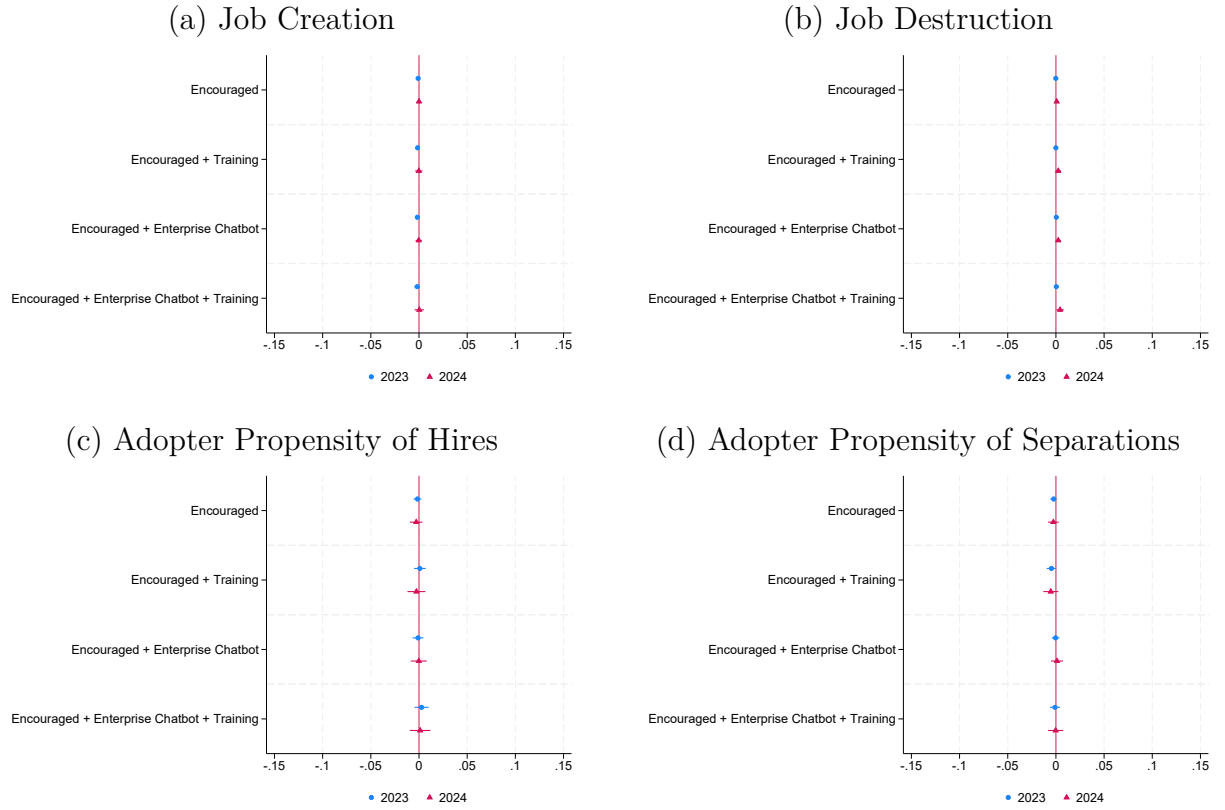 (a) Job Creation
Encouraged
Encouraged + Training
Encouraged + Enterprise Chatbot
Encouraged + Enterprise Chatbot + Training
-.15 -.1 -.05 0 .05 .1 .15
2023 2024
(b) Job Destruction
Encouraged
Encouraged + Training
Encouraged + Enterprise Chatbot
Encouraged + Enterprise Chatbot + Training
-.15 -.1 -.05 0 .05 .1 .15
2023 2024
(c) Adopter Propensity of Hires
Encouraged
Encouraged + Training
Encouraged + Enterprise Chatbot
Encouraged + Enterprise Chatbot + Training
-.15 -.1 -.05 0 .05 .1 .15
2023 2024
(d) Adopter Propensity of Separations
Encouraged
Encouraged + Training
Encouraged + Enterprise Chatbot
Encouraged + Enterprise Chatbot + Training
-.15 -.1 -.05 0 .05 .1 .15
2023 2024